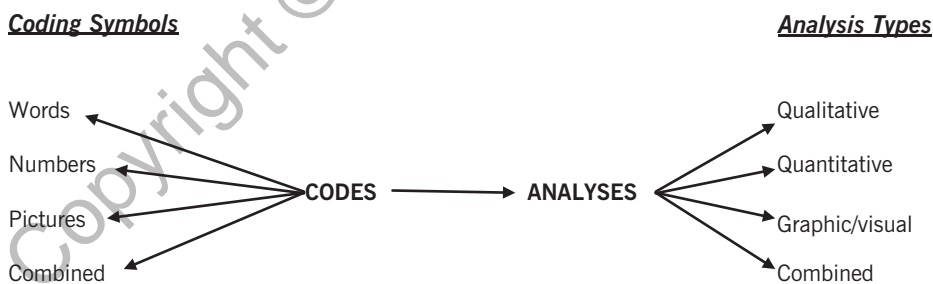 Coding Symbols
Analysis Types
Words
Numbers
Pictures
Combined
CODES
ANALYSES
Qualitative
Quantitative
Graphic/visual
Combined
Copyright ©